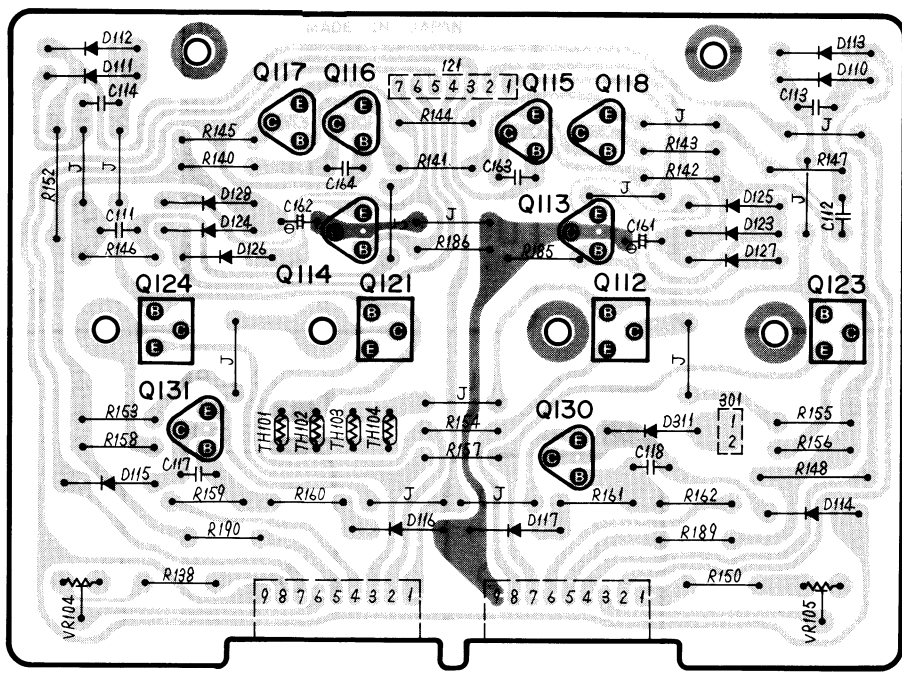 MADE IN JAPAN
D112
D113
D111
D110
C114
C113
Q117
Q116
121
Q115
Q118
7 6 5 4 3 2 1
E
E
E
E
C
C
C
C
B
B
B
B
R144
J
J
R145
R143
R140
R141
R142
R147
R152
J
J
C164
C163
J
D128
D125
J
C112
C111
D124
C162
J
Q113
C161
D123
R146
D126
B
R186
R185
E
C
B
D127
Q114
Q124
Q121
Q112
Q123
B
C
E
B
C
E
B
C
E
B
C
E
J
J
Q131
J
301
1
2
R153
E
C
B
TH101
TH102
TH103
TH104
R154
Q130
D311
R155
R158
R157
E
C
B
R156
C117
C118
R148
D115
R159
R160
J
J
R161
R162
D114
R190
D116
D117
R189
VR104
R138
9 8 7 6 5 4 3 2 1
9 8 7 6 5 4 3 2 1
R150
VR105